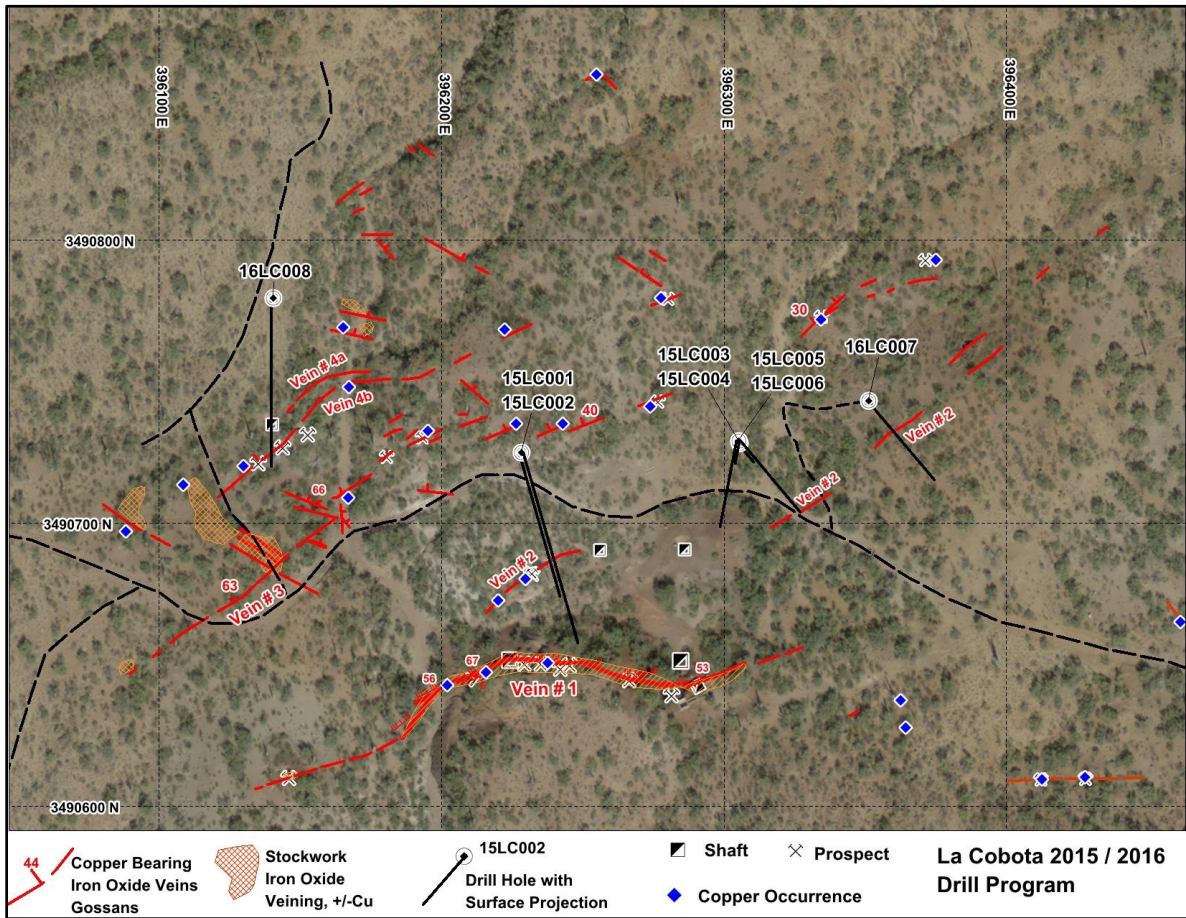 396100 E
396200 E
396300 E
396400 E
3490800 N
16LC008
30
15LC003
15LC004
15LC005
15LC006
16LC007
Vein # 4a
Vein 4b
15LC001
15LC002
40
Vein # 2
66
Vein # 2
3490700 N
Vein # 2
63
Vein # 3
67
56
53
Vein # 1
3490600 N
44
Copper Bearing
Iron Oxide Veins
Gossans
Stockwork
Iron Oxide
Veining, +/-Cu
15LC002
Drill Hole with
Surface Projection
Shaft
Prospect
Copper Occurrence
La Cobota 2015 / 2016
Drill Program